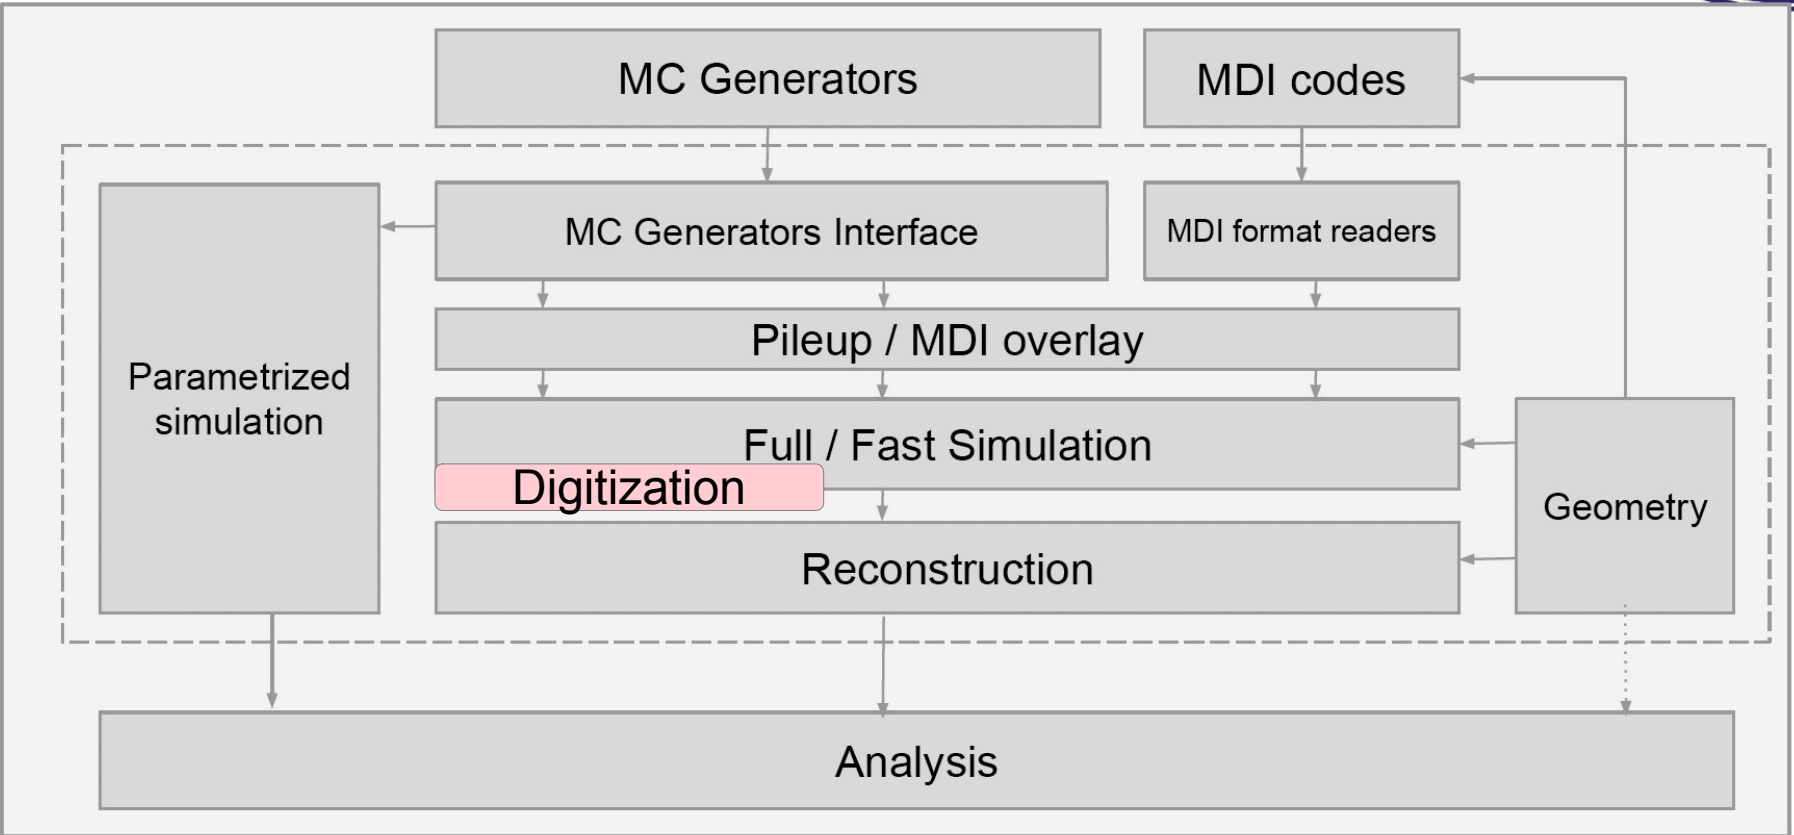 MC Generators
MDI codes
MC Generators Interface
MDI format readers
Pileup / MDI overlay
Parametrized
simulation
Full / Fast Simulation
Digitization
Geometry
Reconstruction
Analysis